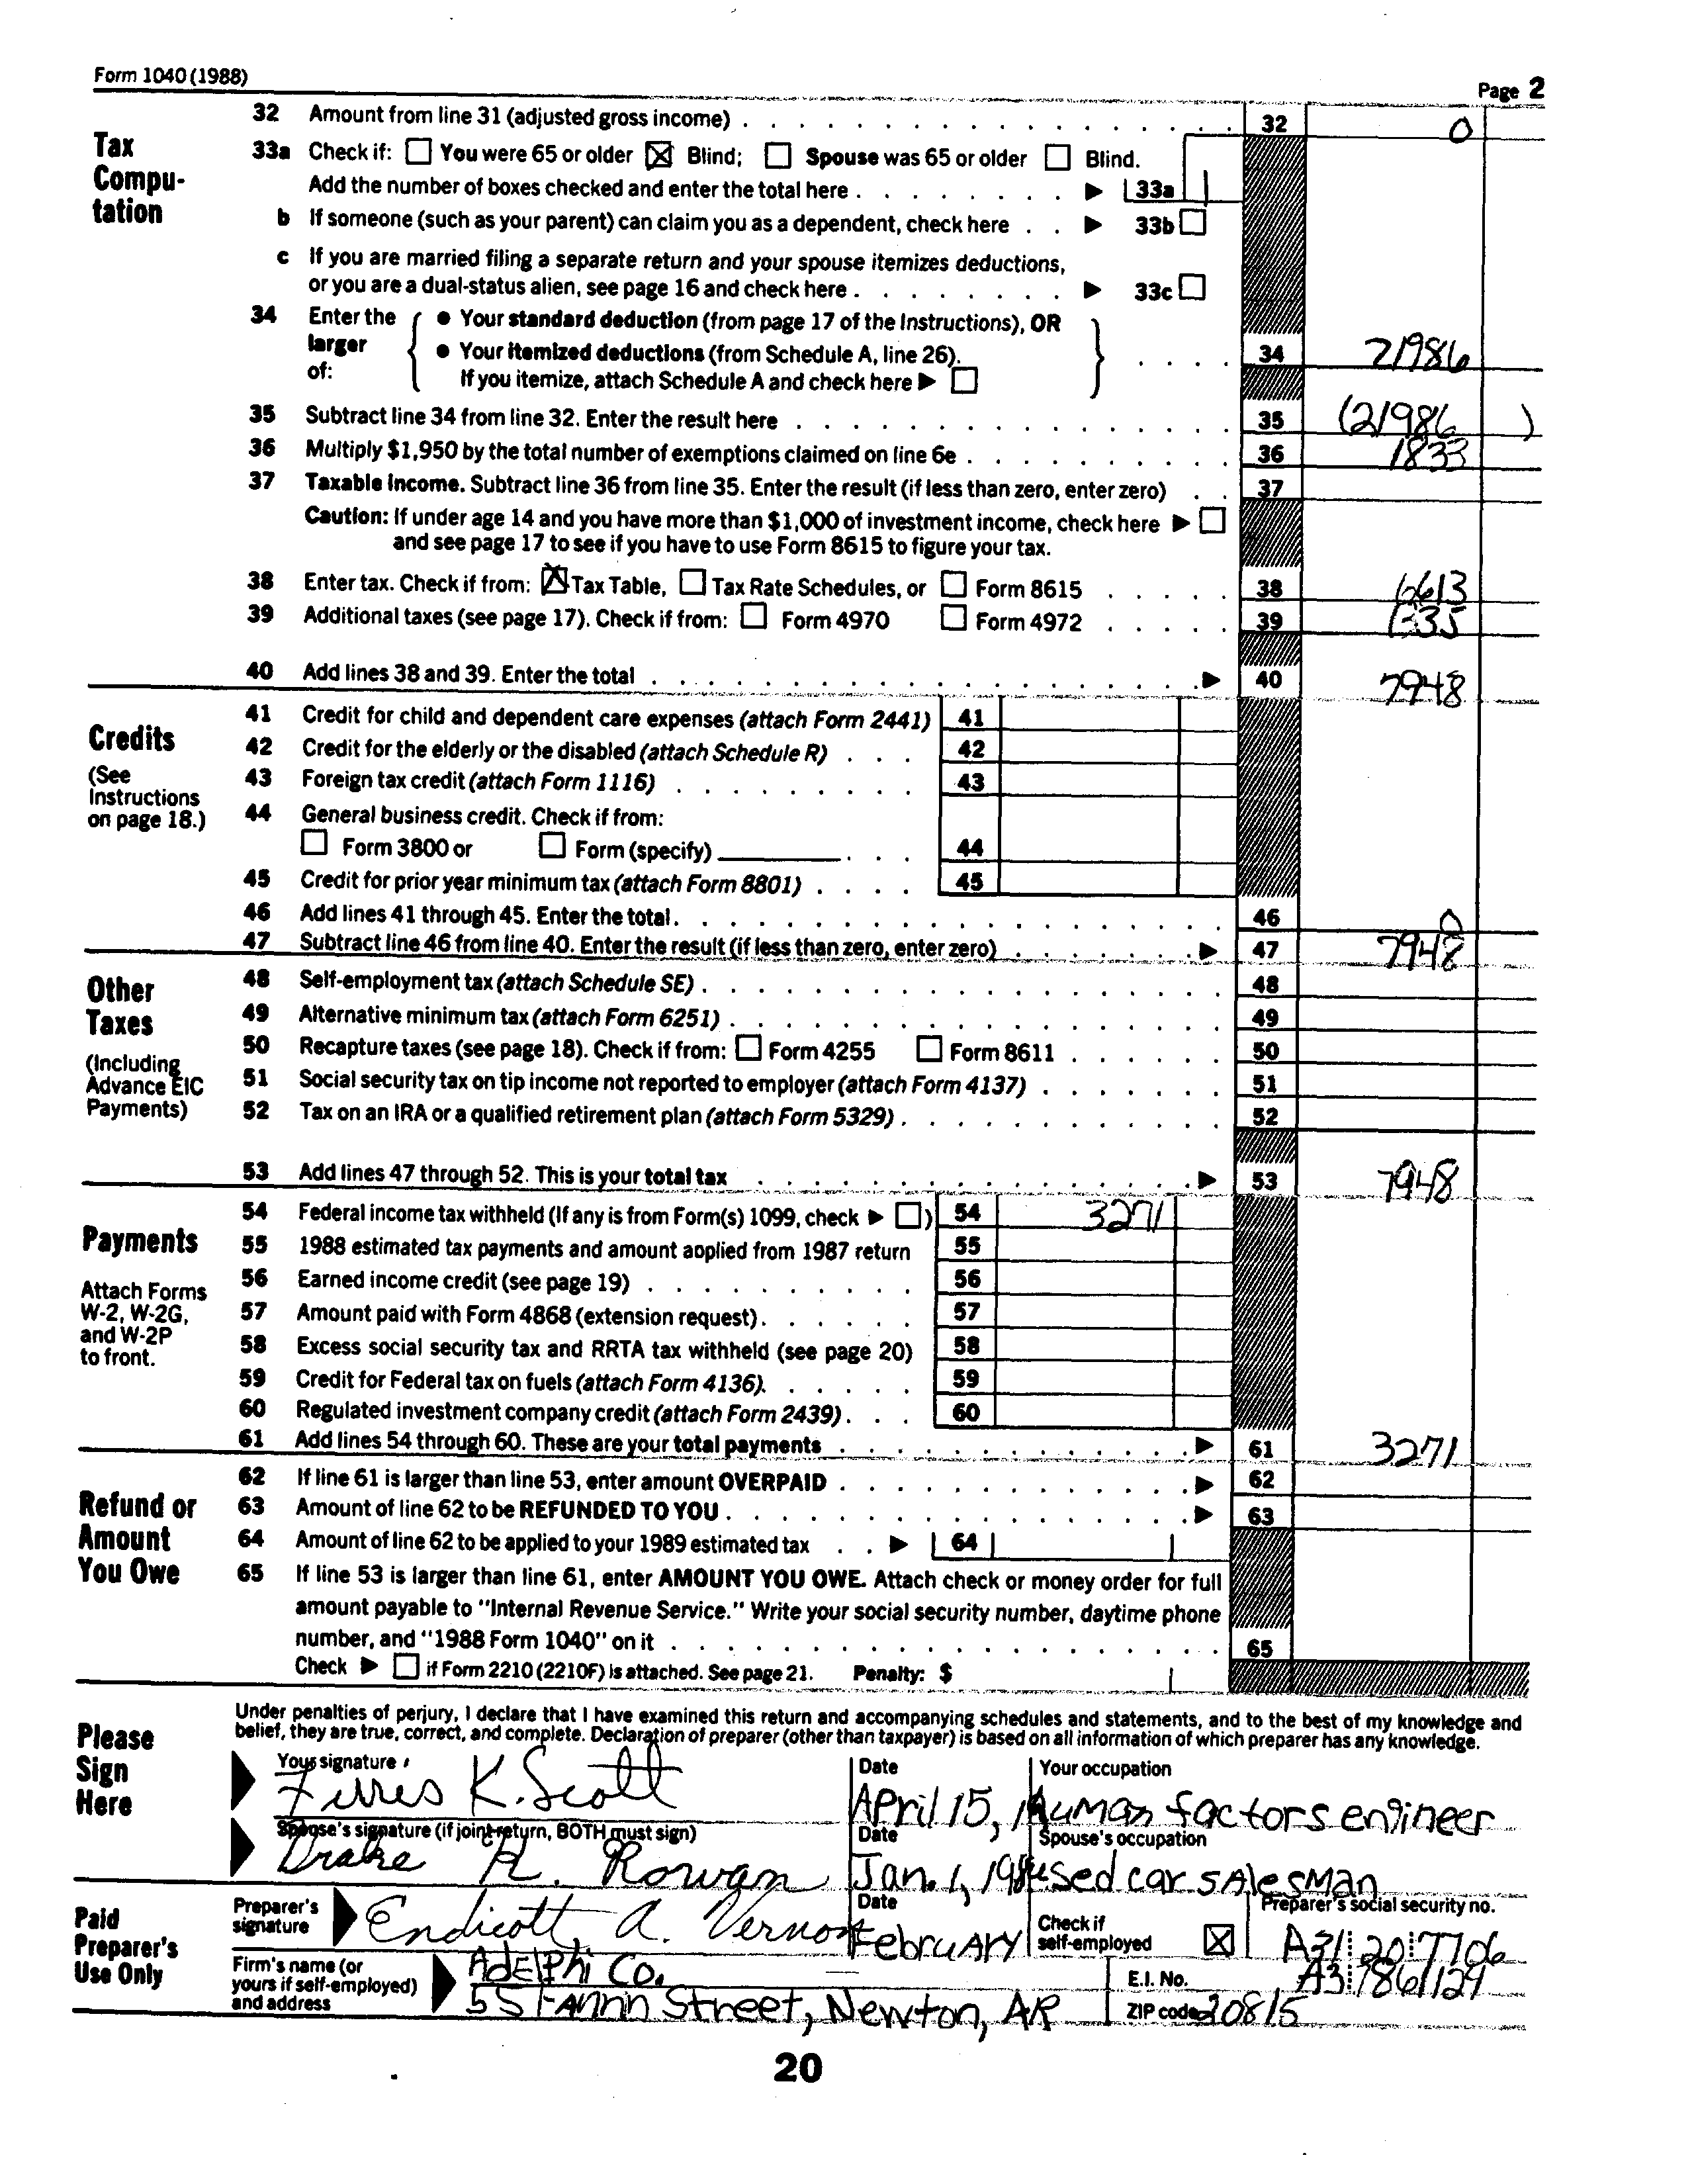 Form 1040 (1988) Page 2
Tax Computation
32 Amount from line 31 (adjusted gross income) 32 0
33a Check if: ☐ You were 65 or older ☒ Blind; ☐ Spouse was 65 or older ☐ Blind.
Add the number of boxes checked and enter the total here ▶ 33a 1
b If someone (such as your parent) can claim you as a dependent, check here ▶ 33b ☐
c If you are married filing a separate return and your spouse itemizes deductions,
or you are a dual-status alien, see page 16 and check here ▶ 33c ☐
34 Enter the larger of: { ● Your standard deduction (from page 17 of the Instructions), OR
● Your itemized deductions (from Schedule A, line 26). } 34 21986
If you itemize, attach Schedule A and check here ▶ ☐
35 Subtract line 34 from line 32. Enter the result here 35 (21986 )
36 Multiply $1,950 by the total number of exemptions claimed on line 6e 36 1833
37 Taxable income. Subtract line 36 from line 35. Enter the result (if less than zero, enter zero) 37
Caution: If under age 14 and you have more than $1,000 of investment income, check here ▶ ☐
and see page 17 to see if you have to use Form 8615 to figure your tax.
38 Enter tax. Check if from: ☒ Tax Table, ☐ Tax Rate Schedules, or ☐ Form 8615 38 6613
39 Additional taxes (see page 17). Check if from: ☐ Form 4970 ☐ Form 4972 39 1335
40 Add lines 38 and 39. Enter the total ▶ 40 7948
Credits
(See Instructions on page 18.)
41 Credit for child and dependent care expenses (attach Form 2441) 41
42 Credit for the elderly or the disabled (attach Schedule R) 42
43 Foreign tax credit (attach Form 1116) 43
44 General business credit. Check if from:
☐ Form 3800 or ☐ Form (specify) 44
45 Credit for prior year minimum tax (attach Form 8801) 45
46 Add lines 41 through 45. Enter the total 46 0
47 Subtract line 46 from line 40. Enter the result (if less than zero, enter zero) ▶ 47 7948
Other Taxes
(Including Advance EIC Payments)
48 Self-employment tax (attach Schedule SE) 48
49 Alternative minimum tax (attach Form 6251) 49
50 Recapture taxes (see page 18). Check if from: ☐ Form 4255 ☐ Form 8611 50
51 Social security tax on tip income not reported to employer (attach Form 4137) 51
52 Tax on an IRA or a qualified retirement plan (attach Form 5329) 52
53 Add lines 47 through 52. This is your total tax ▶ 53 7948
Payments
Attach Forms W-2, W-2G, and W-2P to front.
54 Federal income tax withheld (If any is from Form(s) 1099, check ▶ ☐) 54 3271
55 1988 estimated tax payments and amount applied from 1987 return 55
56 Earned income credit (see page 19) 56
57 Amount paid with Form 4868 (extension request) 57
58 Excess social security tax and RRTA tax withheld (see page 20) 58
59 Credit for Federal tax on fuels (attach Form 4136) 59
60 Regulated investment company credit (attach Form 2439) 60
61 Add lines 54 through 60. These are your total payments ▶ 61 3271
Refund or Amount You Owe
62 If line 61 is larger than line 53, enter amount OVERPAID ▶ 62
63 Amount of line 62 to be REFUNDED TO YOU ▶ 63
64 Amount of line 62 to be applied to your 1989 estimated tax ▶ 64
65 If line 53 is larger than line 61, enter AMOUNT YOU OWE. Attach check or money order for full
amount payable to "Internal Revenue Service." Write your social security number, daytime phone
number, and "1988 Form 1040" on it 65
Check ▶ ☐ if Form 2210 (2210F) is attached. See page 21. Penalty: $
Please Sign Here
Under penalties of perjury, I declare that I have examined this return and accompanying schedules and statements, and to the best of my knowledge and
belief, they are true, correct, and complete. Declaration of preparer (other than taxpayer) is based on all information of which preparer has any knowledge.
Your signature Date Your occupation
Ferres K. Scott April 15, 1 Human factors engineer
Spouse's signature (if joint return, BOTH must sign) Date Spouse's occupation
Drake R. Rowan Jan. 1, 198 used car salesman
Paid Preparer's Use Only
Preparer's signature Date Check if self-employed ☒ Preparer's social security no.
Endicott A. Vernon February A31 20 7706
Firm's name (or yours if self-employed) and address
Adelphi Co. E.I. No. A3 7861129
Street, Newton, AR ZIP code 20815
20